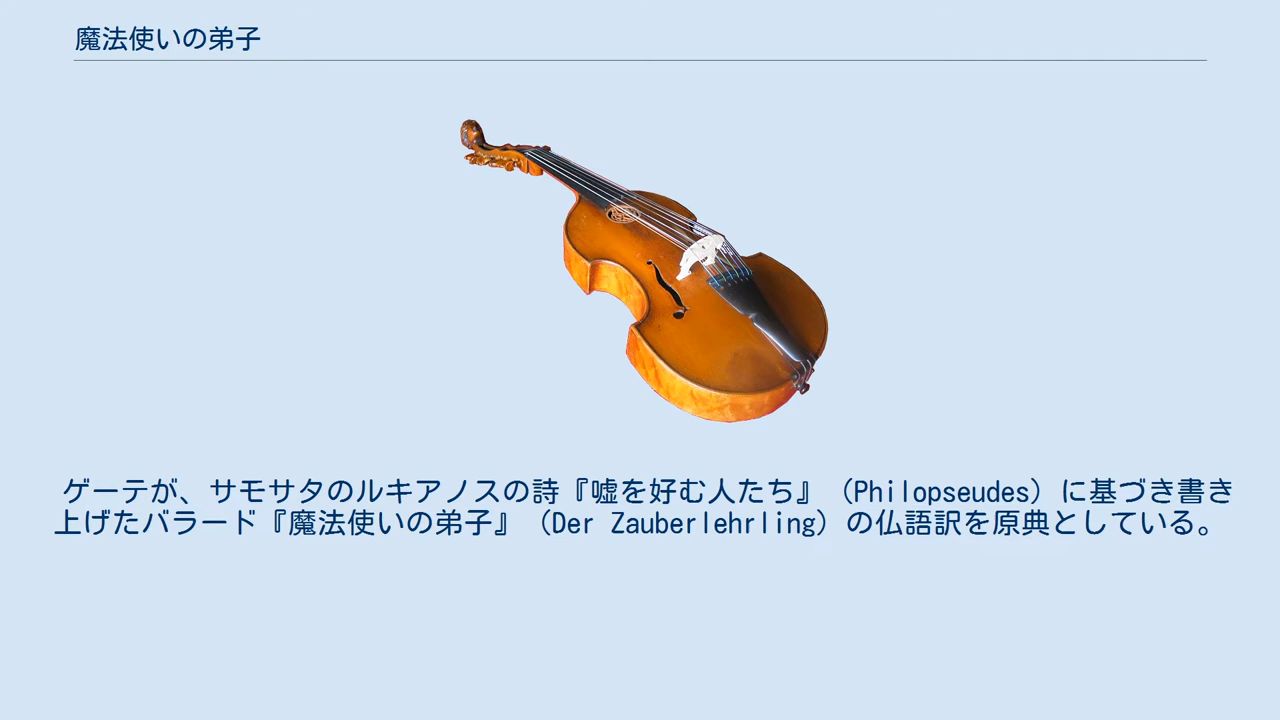 魔法使いの弟子
ゲーテが、サモサタのルキアノスの詩『嘘を好む人たち』（Philopseudes）に基づき書き
上げたバラード『魔法使いの弟子』（Der Zauberlehrling）の仏語訳を原典としている。